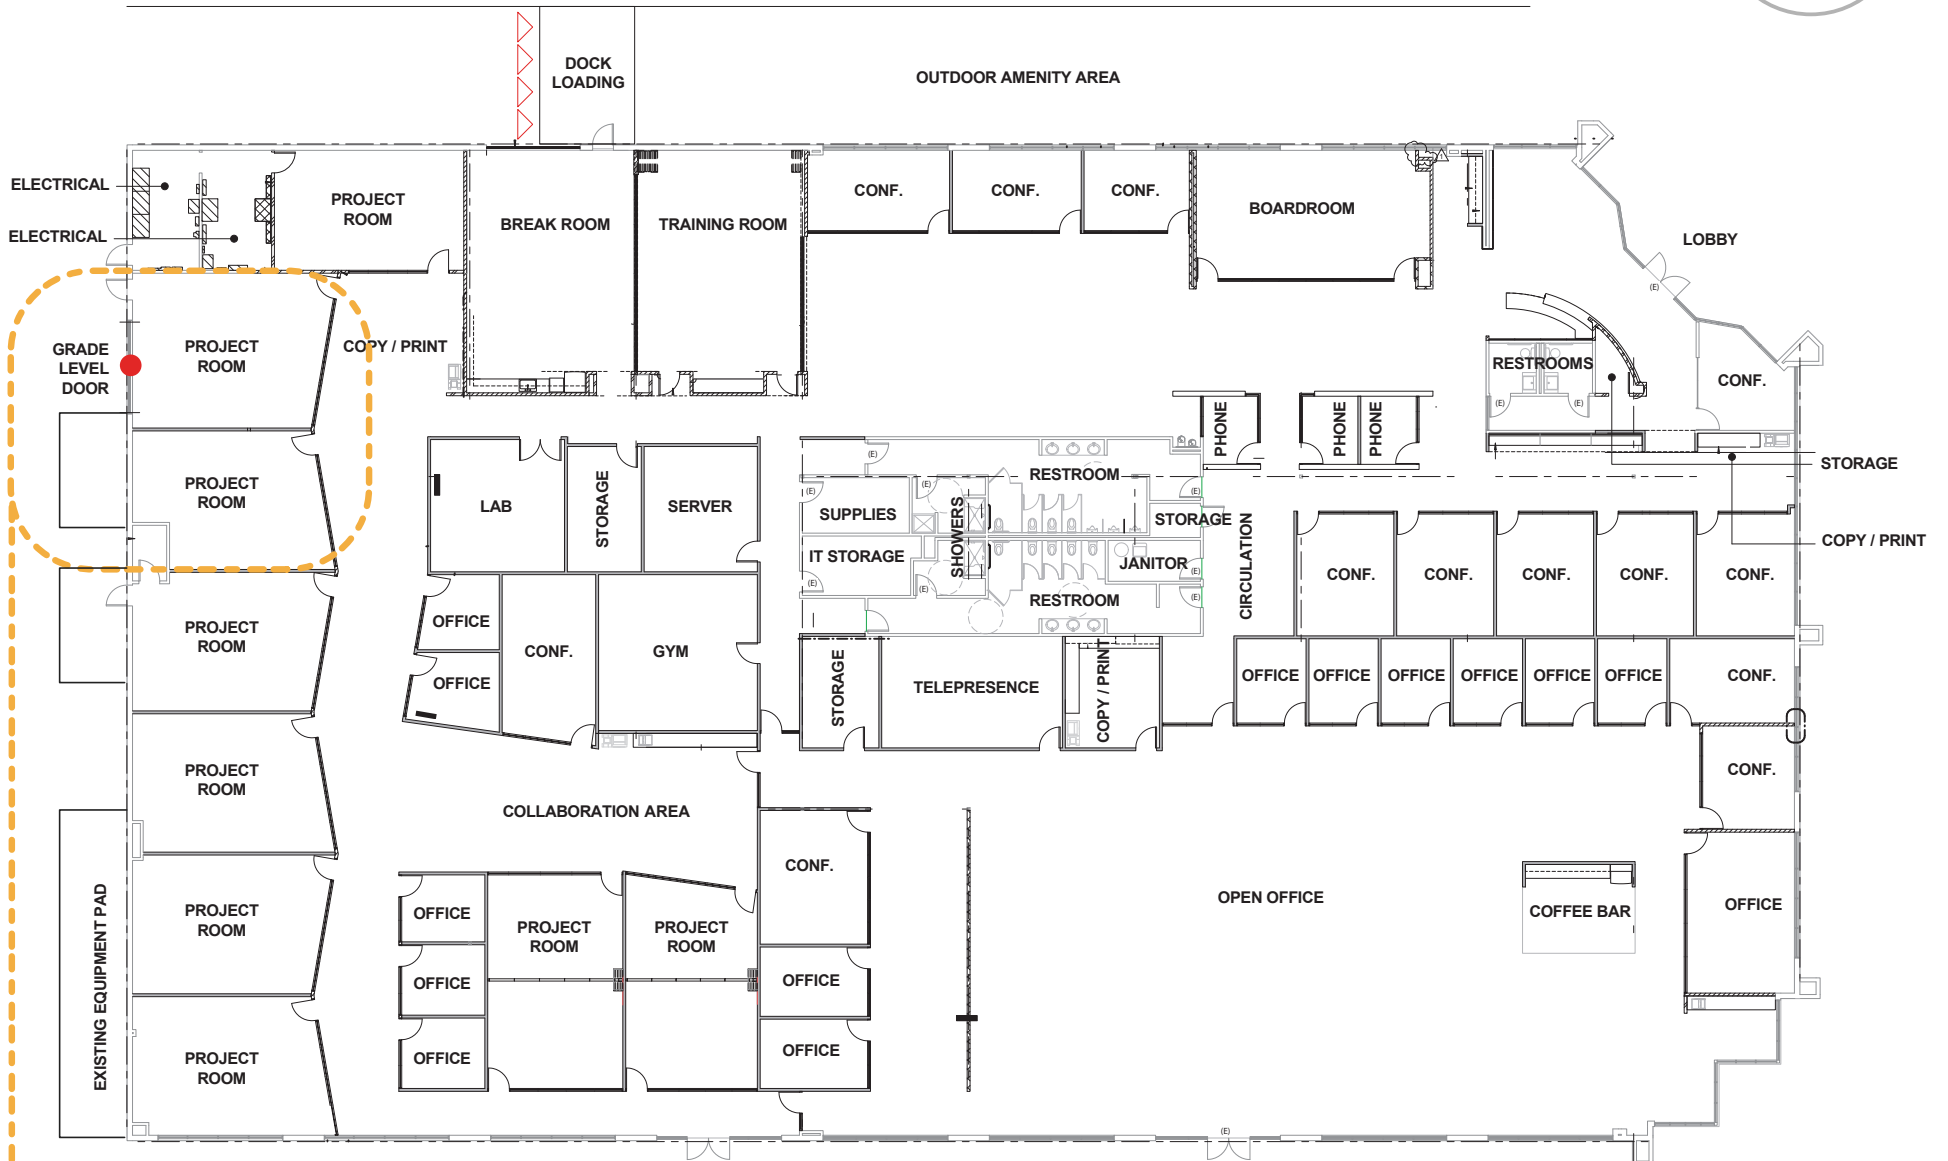 DOCK
LOADING
OUTDOOR AMENITY AREA
ELECTRICAL
ELECTRICAL
PROJECT
ROOM
BREAK ROOM
TRAINING ROOM
CONF.
CONF.
CONF.
BOARDROOM
LOBBY
(E)
GRADE
LEVEL
DOOR
PROJECT
ROOM
COPY / PRINT
RESTROOMS
(E)
(E)
CONF.
PHONE
PHONE
PHONE
STORAGE
COPY / PRINT
PROJECT
ROOM
LAB
STORAGE
SERVER
(E)
(E)
(E)
(E)
SUPPLIES
SHOWERS
RESTROOM
STORAGE
IT STORAGE
(E)
(E)
JANITOR
(E)
(E)
RESTROOM
CIRCULATION
CONF.
CONF.
CONF.
CONF.
CONF.
PROJECT
ROOM
OFFICE
OFFICE
CONF.
GYM
STORAGE
TELEPRESENCE
COPY / PRINT
OFFICE
OFFICE
OFFICE
OFFICE
OFFICE
OFFICE
CONF.
CONF.
PROJECT
ROOM
COLLABORATION AREA
CONF.
EXISTING EQUIPMENT PAD
PROJECT
ROOM
OFFICE
PROJECT
ROOM
PROJECT
ROOM
OPEN OFFICE
COFFEE BAR
OFFICE
OFFICE
OFFICE
PROJECT
ROOM
OFFICE
OFFICE
(E)